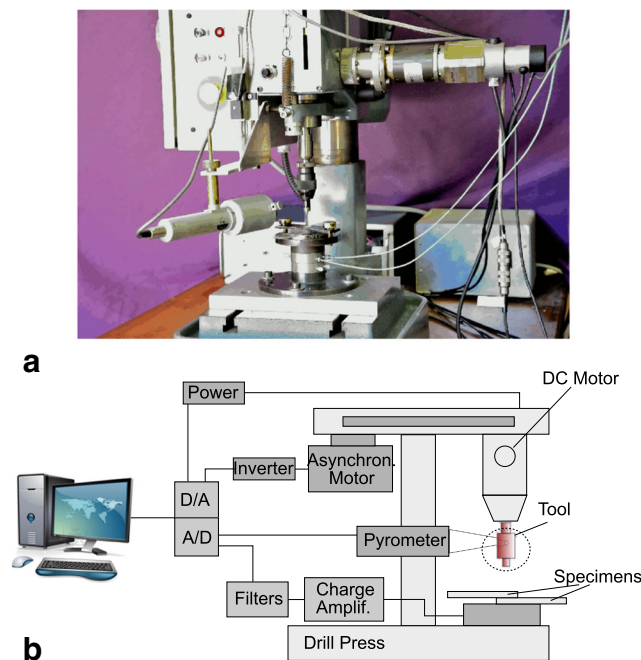 a
Power
DC Motor
Inverter
Asynchron.
Motor
D/A
A/D
Pyrometer
Tool
Specimens
Filters
Charge
Amplif.
Drill Press
b